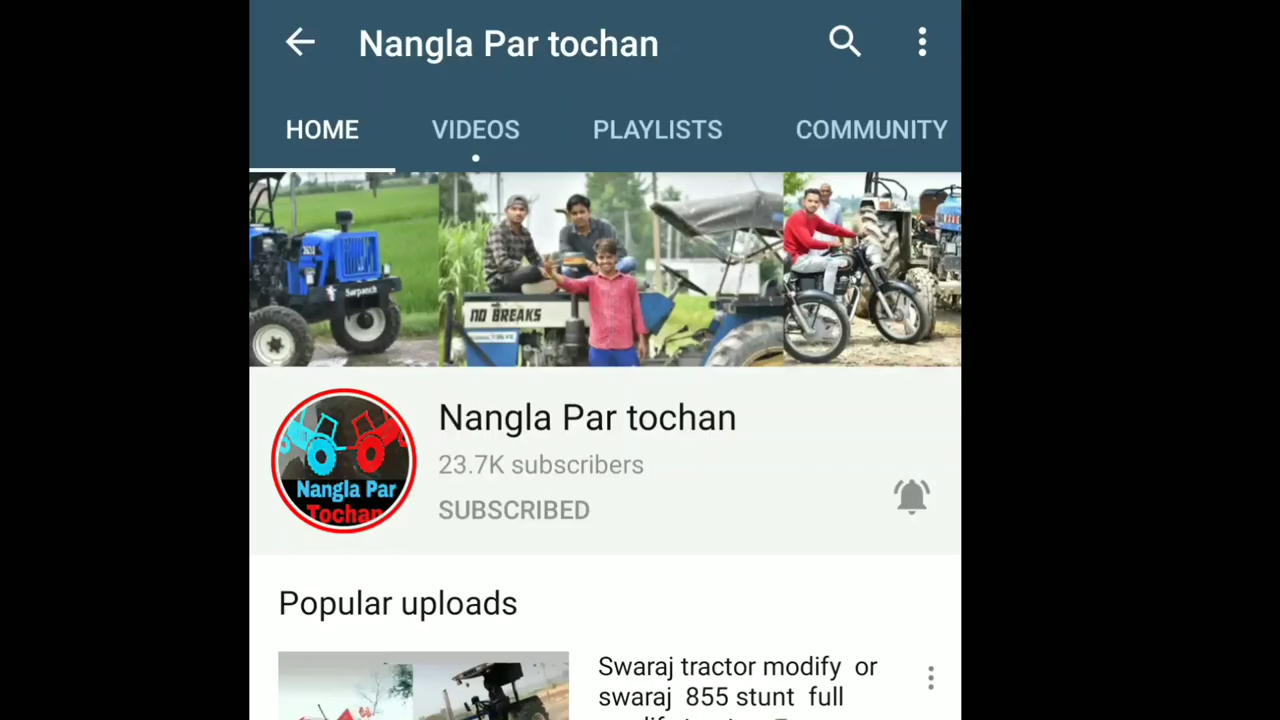 Nangla Par tochan
HOME VIDEOS PLAYLISTS COMMUNITY
Sarpanch
NO BREAKS
Nangla Par tochan
23.7K subscribers
SUBSCRIBED
Nangla Par
Tochan
Popular uploads
Swaraj tractor modify or
swaraj 855 stunt full